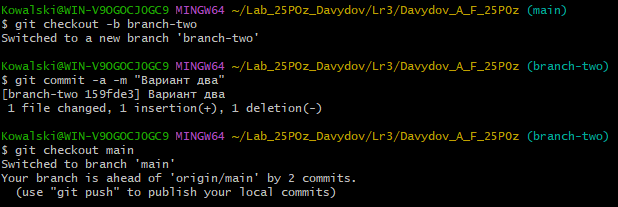 Kowalski@WIN-V9OGOCJOGC9 MINGW64 ~/Lab_25POz_Davydov/Lr3/Davydov_A_F_25POz (main)
$ git checkout -b branch-two
Switched to a new branch 'branch-two'
Kowalski@WIN-V9OGOCJOGC9 MINGW64 ~/Lab_25POz_Davydov/Lr3/Davydov_A_F_25POz (branch-two)
$ git commit -a -m "Вариант два"
[branch-two 159fde3] Вариант два
 1 file changed, 1 insertion(+), 1 deletion(-)
Kowalski@WIN-V9OGOCJOGC9 MINGW64 ~/Lab_25POz_Davydov/Lr3/Davydov_A_F_25POz (branch-two)
$ git checkout main
Switched to branch 'main'
Your branch is ahead of 'origin/main' by 2 commits.
  (use "git push" to publish your local commits)